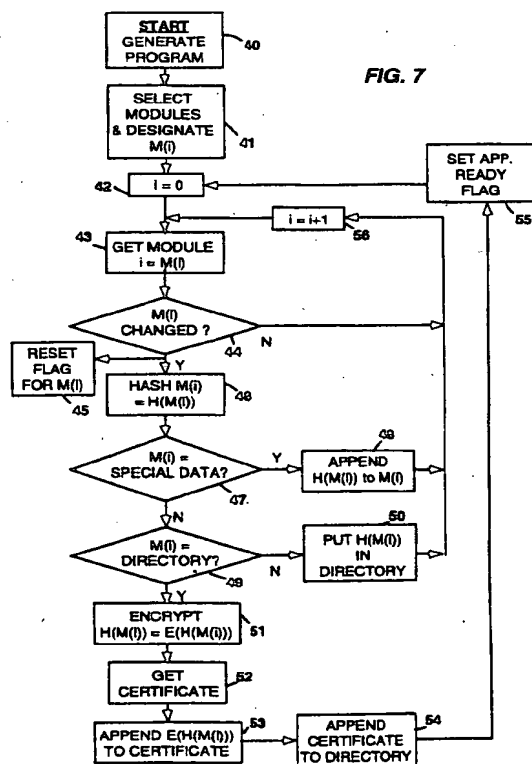 START
GENERATE
PROGRAM
40
FIG. 7
SELECT
MODULES
& DESIGNATE
M(i)
41
SET APP.
READY
FLAG
55
42
i = 0
i = i+1
56
43
GET MODULE
i = M(i)
M(i)
CHANGED ?
44
N
Y
RESET
FLAG
FOR M(i)
45
HASH M(i)
= H(M(i))
46
M(i) =
SPECIAL DATA?
47
Y
APPEND
H(M(i)) to M(i)
48
N
M(i) =
DIRECTORY?
49
N
PUT H(M(i))
IN
DIRECTORY
50
Y
ENCRYPT
H(M(i)) = E(H(M(i)))
51
GET
CERTIFICATE
52
APPEND E(H(M(i)))
TO CERTIFICATE
53
APPEND
CERTIFICATE
TO DIRECTORY
54